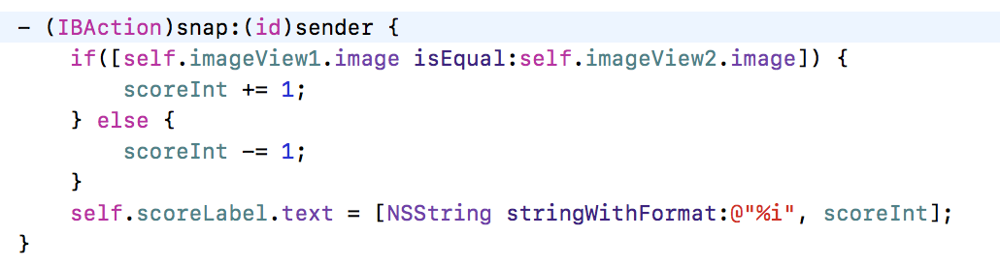 - (IBAction)snap:(id)sender {
    if([self.imageView1.image isEqual:self.imageView2.image]) {
        scoreInt += 1;
    } else {
        scoreInt -= 1;
    }
    self.scoreLabel.text = [NSString stringWithFormat:@"%i", scoreInt];
}